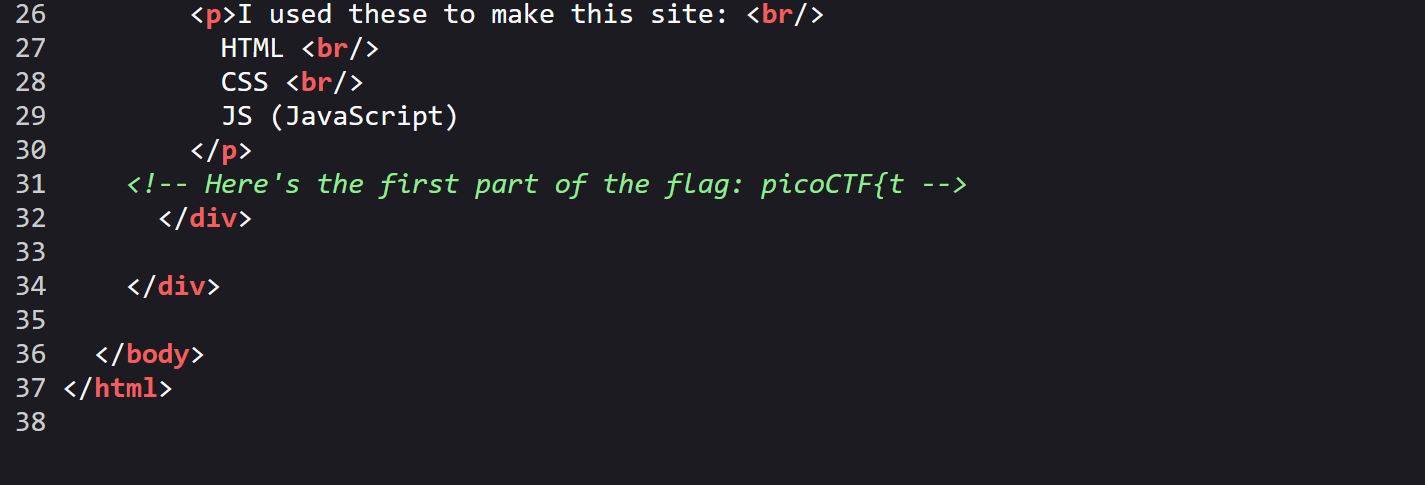 26         <p>I used these to make this site: <br/>
27           HTML <br/>
28           CSS <br/>
29           JS (JavaScript)
30         </p>
31     <!-- Here's the first part of the flag: picoCTF{t -->
32       </div>
33
34     </div>
35
36   </body>
37 </html>
38